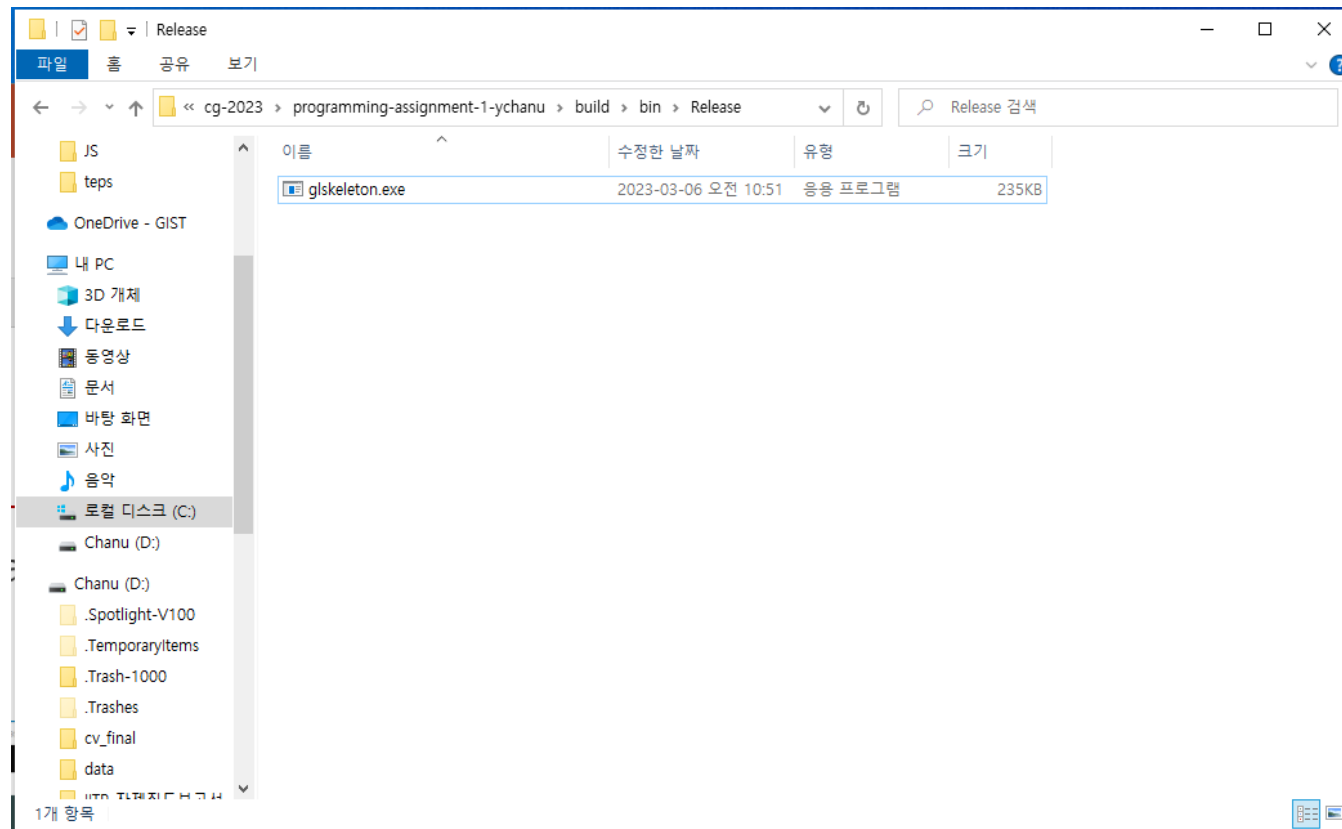 Release
파일 홈 공유 보기
« cg-2023 > programming-assignment-1-ychanu > build > bin > Release
Release 검색
JS
teps
OneDrive - GIST
내 PC
3D 개체
다운로드
동영상
문서
바탕 화면
사진
음악
로컬 디스크 (C:)
Chanu (D:)
Chanu (D:)
.Spotlight-V100
.TemporaryItems
.Trash-1000
.Trashes
cv_final
data
이름 수정한 날짜 유형 크기
glskeleton.exe 2023-03-06 오전 10:51 응용 프로그램 235KB
1개 항목